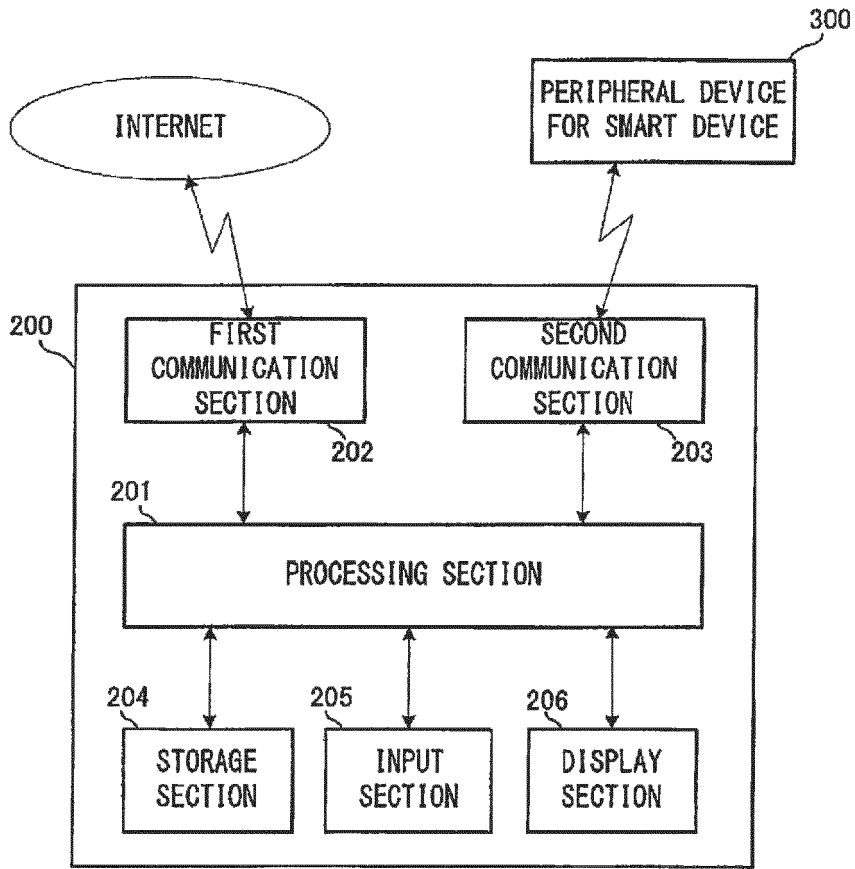 300
INTERNET
PERIPHERAL DEVICE
FOR SMART DEVICE
200
FIRST
COMMUNICATION
SECTION
202
SECOND
COMMUNICATION
SECTION
203
201
PROCESSING SECTION
204
STORAGE
SECTION
205
INPUT
SECTION
206
DISPLAY
SECTION